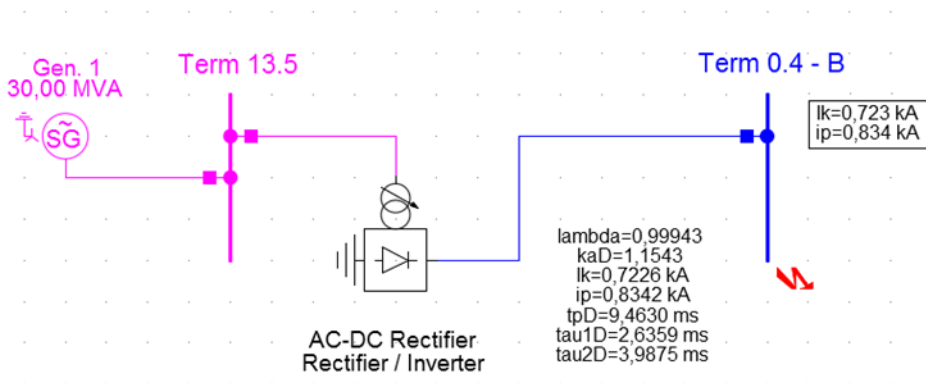 Gen. 1
30,00 MVA
SG
~
Term 13.5
Term 0.4 - B
Ik=0,723 kA
ip=0,834 kA
lambda=0,99943
kaD=1,1543
Ik=0,7226 kA
ip=0,8342 kA
tpD=9,4630 ms
tau1D=2,6359 ms
tau2D=3,9875 ms
AC-DC Rectifier
Rectifier / Inverter